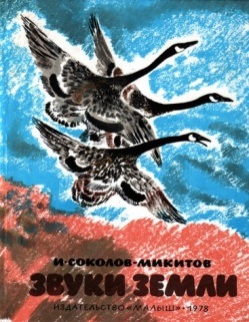 И·СОКОЛОВ-МИКИТОВ
ЗВУКИ ЗЕМЛИ
ИЗДАТЕЛЬСТВО «МАЛЫШ» · 1978